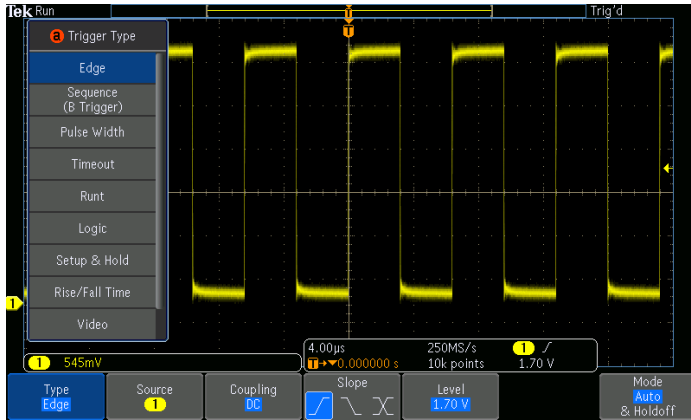 Tek Run
Trig'd
T
T
a Trigger Type
Edge
Sequence
(B Trigger)
Pulse Width
Timeout
Runt
Logic
Setup & Hold
Rise/Fall Time
Video
1
1 545mV
4.00µs 250MS/s 1
T→▼0.000000 s 10k points 1.70 V
Type
Edge
Source
1
Coupling
DC
Slope
Level
1.70 V
Mode
Auto
& Holdoff